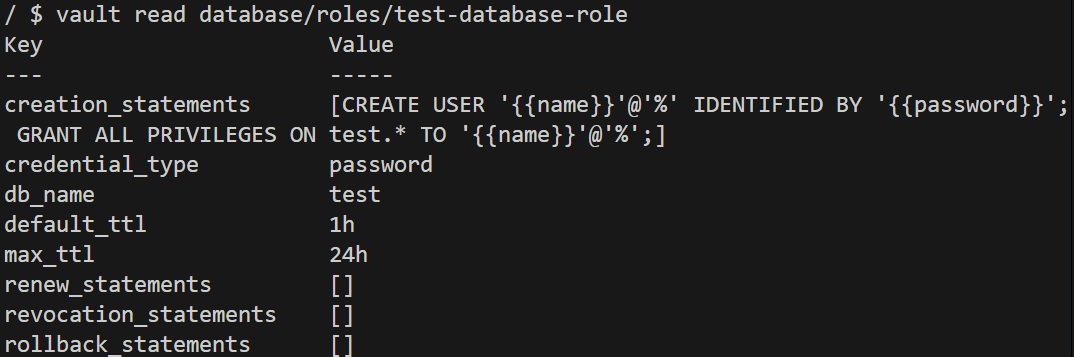 / $ vault read database/roles/test-database-role
Key                      Value
---                      -----
creation_statements      [CREATE USER '{{name}}'@'%' IDENTIFIED BY '{{password}}';
 GRANT ALL PRIVILEGES ON test.* TO '{{name}}'@'%';]
credential_type          password
db_name                  test
default_ttl              1h
max_ttl                  24h
renew_statements         []
revocation_statements    []
rollback_statements      []